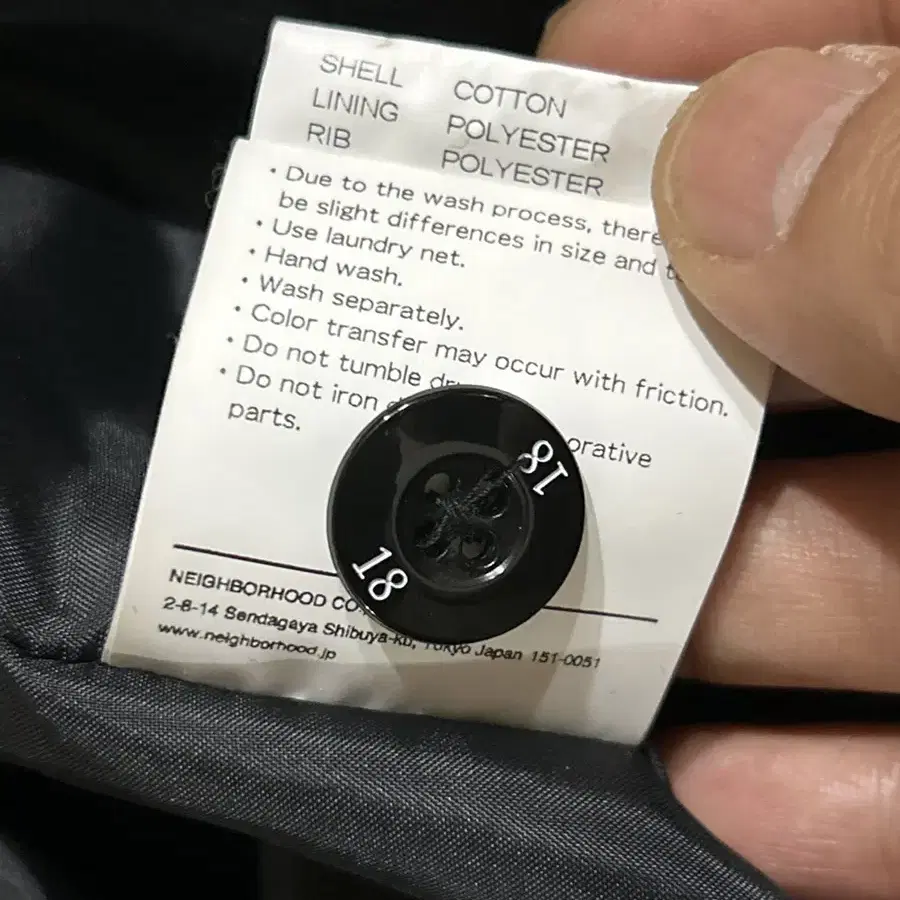 SHELL COTTON
LINING POLYESTER
RIB POLYESTER
• Due to the wash process, there
be slight differences in size and
• Use laundry net.
• Hand wash.
• Wash separately.
• Color transfer may occur with friction.
• Do not tumble
• Do not iron orative
parts.
18
18
NEIGHBORHOOD CO
2-8-14 Sendagaya Shibuya-ku, Tokyo Japan 151-0051
www.neighborhood.jp